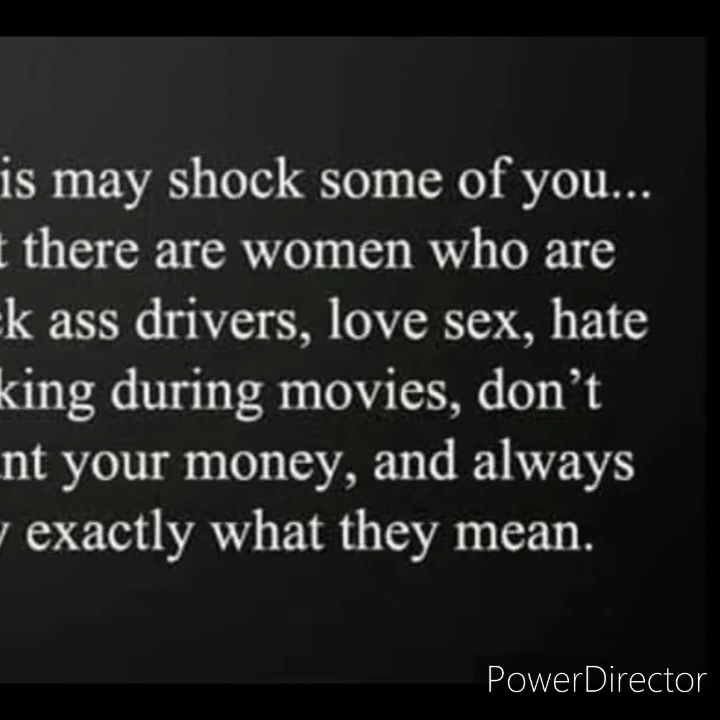 is may shock some of you...
t there are women who are
ck ass drivers, love sex, hate
king during movies, don’t
nt your money, and always
y exactly what they mean.
PowerDirector